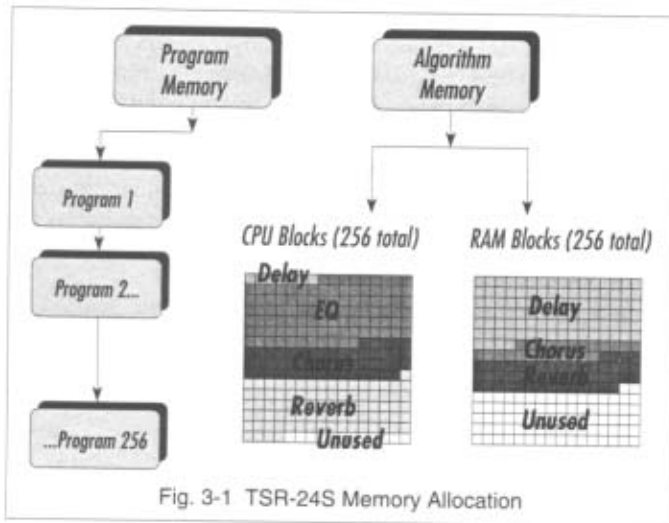 Program
Memory
Algorithm
Memory
Program 1
Program 2...
...Program 256
CPU Blocks (256 total)
Delay
EQ
Chorus
Reverb
Unused
RAM Blocks (256 total)
Delay
Chorus
Reverb
Unused
Fig. 3-1 TSR-24S Memory Allocation